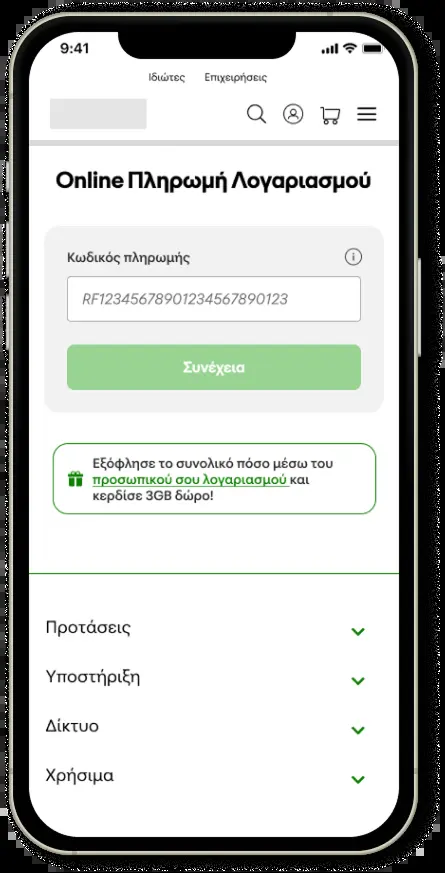 9:41
Ιδιώτες Επιχειρήσεις
Online Πληρωμή Λογαριασμού
Κωδικός πληρωμής
RF12345678901234567890123
Συνέχεια
Εξόφλησε το συνολικό πόσο μέσω του
προσωπικού σου λογαριασμού και
κερδίσε 3GB δώρο!
Προτάσεις
Υποστήριξη
Δίκτυο
Χρήσιμα